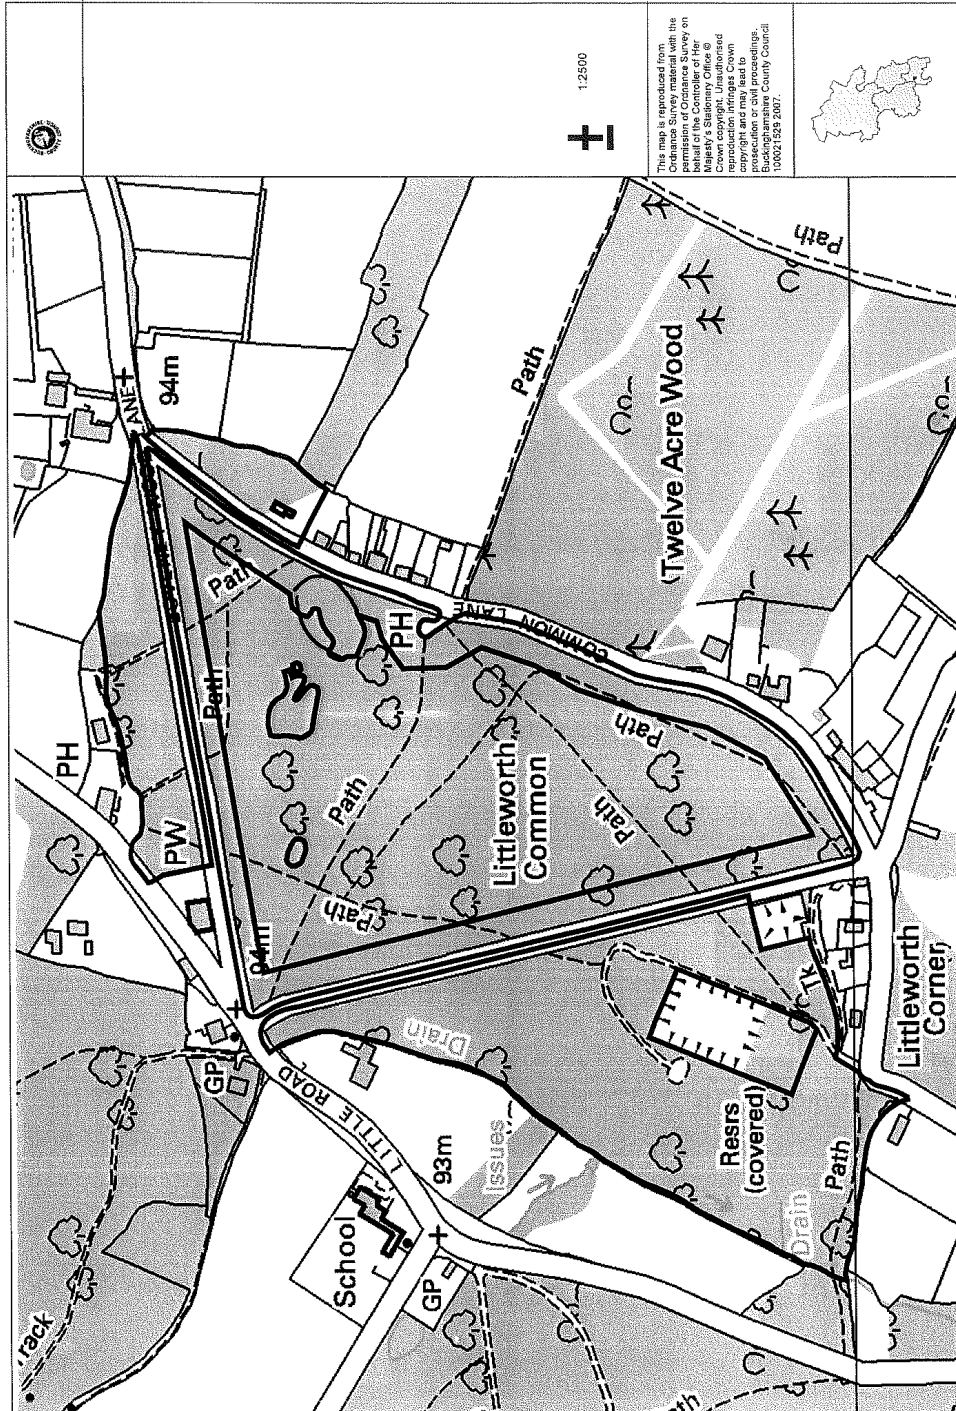 1:2500
This map is reproduced from
Ordnance Survey material with the
permission of Ordnance Survey on
behalf of the Controller of Her
Majesty's Stationery Office ©
Crown copyright. Unauthorised
reproduction infringes Crown
copyright and may lead to
prosecution or civil proceedings.
Buckinghamshire County Council
100021529 2007.
ANE
94m
PH
Path
Path
PH
COMMON LANE
Path
Path
Twelve Acre Wood
PW
Path
Littleworth
Common
Path
Path
Path
94m
GP
LITTLE ROAD
Drain
Issues
93m
School
GP
Resrs
(covered)
Tk
Littleworth
Corner
Path
Drain
Track
th